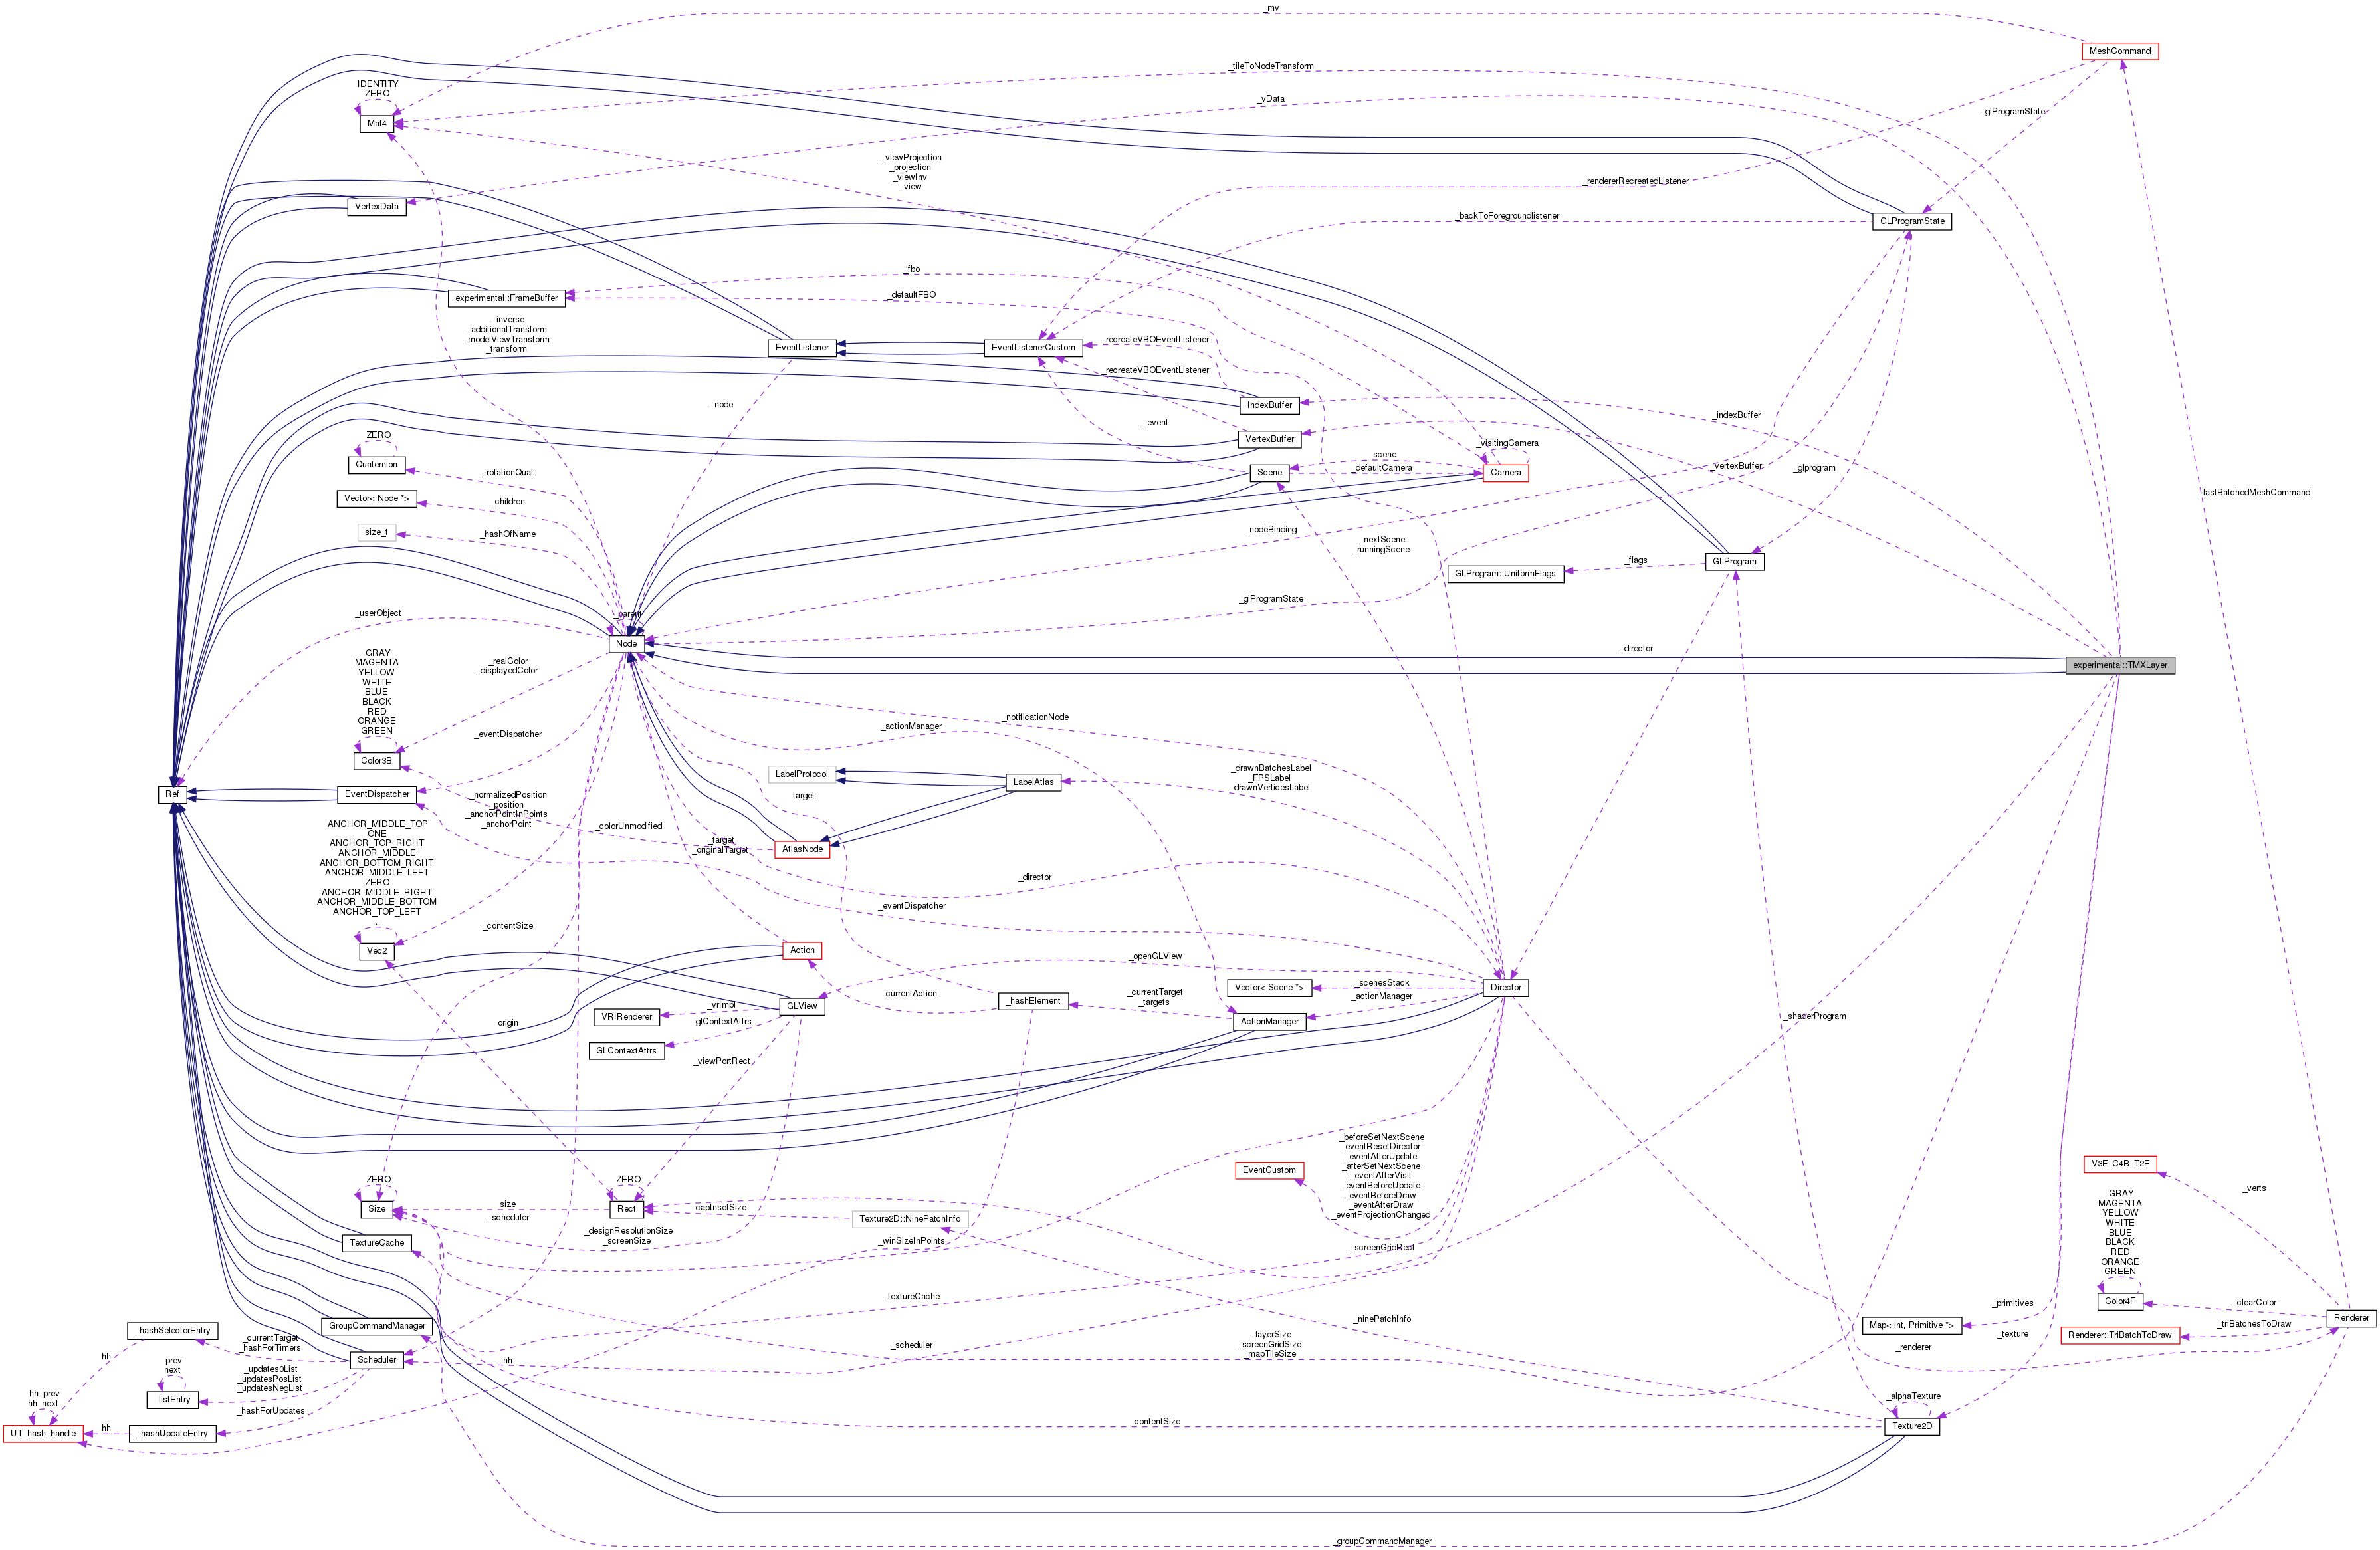 _mv
MeshCommand
_tileToNodeTransform
IDENTITY
ZERO
_vData
_glProgramState
Mat4
_viewProjection
_projection
_viewInv
_view
_rendererRecreatedListener
VertexData
_backToForegroundlistener
GLProgramState
_fbo
_defaultFBO
experimental::FrameBuffer
_inverse
_additionalTransform
_modelViewTransform
_transform
EventListener
EventListenerCustom
_recreateVBOEventListener
_recreateVBOEventListener
_node
IndexBuffer
_indexBuffer
_event
VertexBuffer
ZERO
_visitingCamera
Quaternion
_rotationQuat
Scene
_scene
_defaultCamera
Camera
_vertexBuffer
_glprogram
_lastBatchedMeshCommand
Vector< Node *>
_children
size_t
_hashOfName
_nodeBinding
_nextScene
_runningScene
GLProgram
_flags
GLProgram::UniformFlags
_glProgramState
_userObject
_parent
Node
_director
experimental::TMXLayer
GRAY
MAGENTA
YELLOW
WHITE
BLUE
BLACK
RED
ORANGE
GREEN
_realColor
_displayedColor
_notificationNode
_actionManager
_eventDispatcher
Color3B
LabelProtocol
LabelAtlas
_drawnBatchesLabel
_FPSLabel
_drawnVerticesLabel
Ref
EventDispatcher
_normalizedPosition
_position
_anchorPointInPoints
_anchorPoint
target
_colorUnmodified
AtlasNode
_target
_originalTarget
ANCHOR_MIDDLE_TOP
ONE
ANCHOR_TOP_RIGHT
ANCHOR_MIDDLE
ANCHOR_BOTTOM_RIGHT
ANCHOR_MIDDLE_LEFT
ZERO
ANCHOR_MIDDLE_RIGHT
ANCHOR_MIDDLE_BOTTOM
ANCHOR_TOP_LEFT
...
_director
_eventDispatcher
Vec2
_contentSize
Action
_openGLView
Director
Vector< Scene *>
_scenesStack
_actionManager
currentAction
_hashElement
_currentTarget
_targets
ActionManager
GLView
_vrImpl
VRIRenderer
_glContextAttrs
GLContextAttrs
origin
_viewPortRect
_shaderProgram
_beforeSetNextScene
_eventResetDirector
_eventAfterUpdate
_afterSetNextScene
_eventAfterVisit
_eventBeforeUpdate
_eventBeforeDraw
_eventAfterDraw
_eventProjectionChanged
EventCustom
V3F_C4B_T2F
_verts
ZERO
Size
size
ZERO
Rect
capInsetSize
Texture2D::NinePatchInfo
_scheduler
_designResolutionSize
_screenSize
_winSizeInPoints
_screenGridRect
TextureCache
GRAY
MAGENTA
YELLOW
WHITE
BLUE
BLACK
RED
ORANGE
GREEN
Color4F
_clearColor
_textureCache
_ninePatchInfo
_primitives
Map< int, Primitive *>
Renderer
_triBatchesToDraw
Renderer::TriBatchToDraw
GroupCommandManager
_hashSelectorEntry
_currentTarget
_hashForTimers
Scheduler
_scheduler
_layerSize
_screenGridSize
_mapTileSize
_texture
_renderer
hh
hh
prev
next
_listEntry
_updates0List
_updatesPosList
_updatesNegList
_alphaTexture
hh_prev
hh_next
_hashForUpdates
_contentSize
Texture2D
UT_hash_handle
hh
_hashUpdateEntry
_groupCommandManager